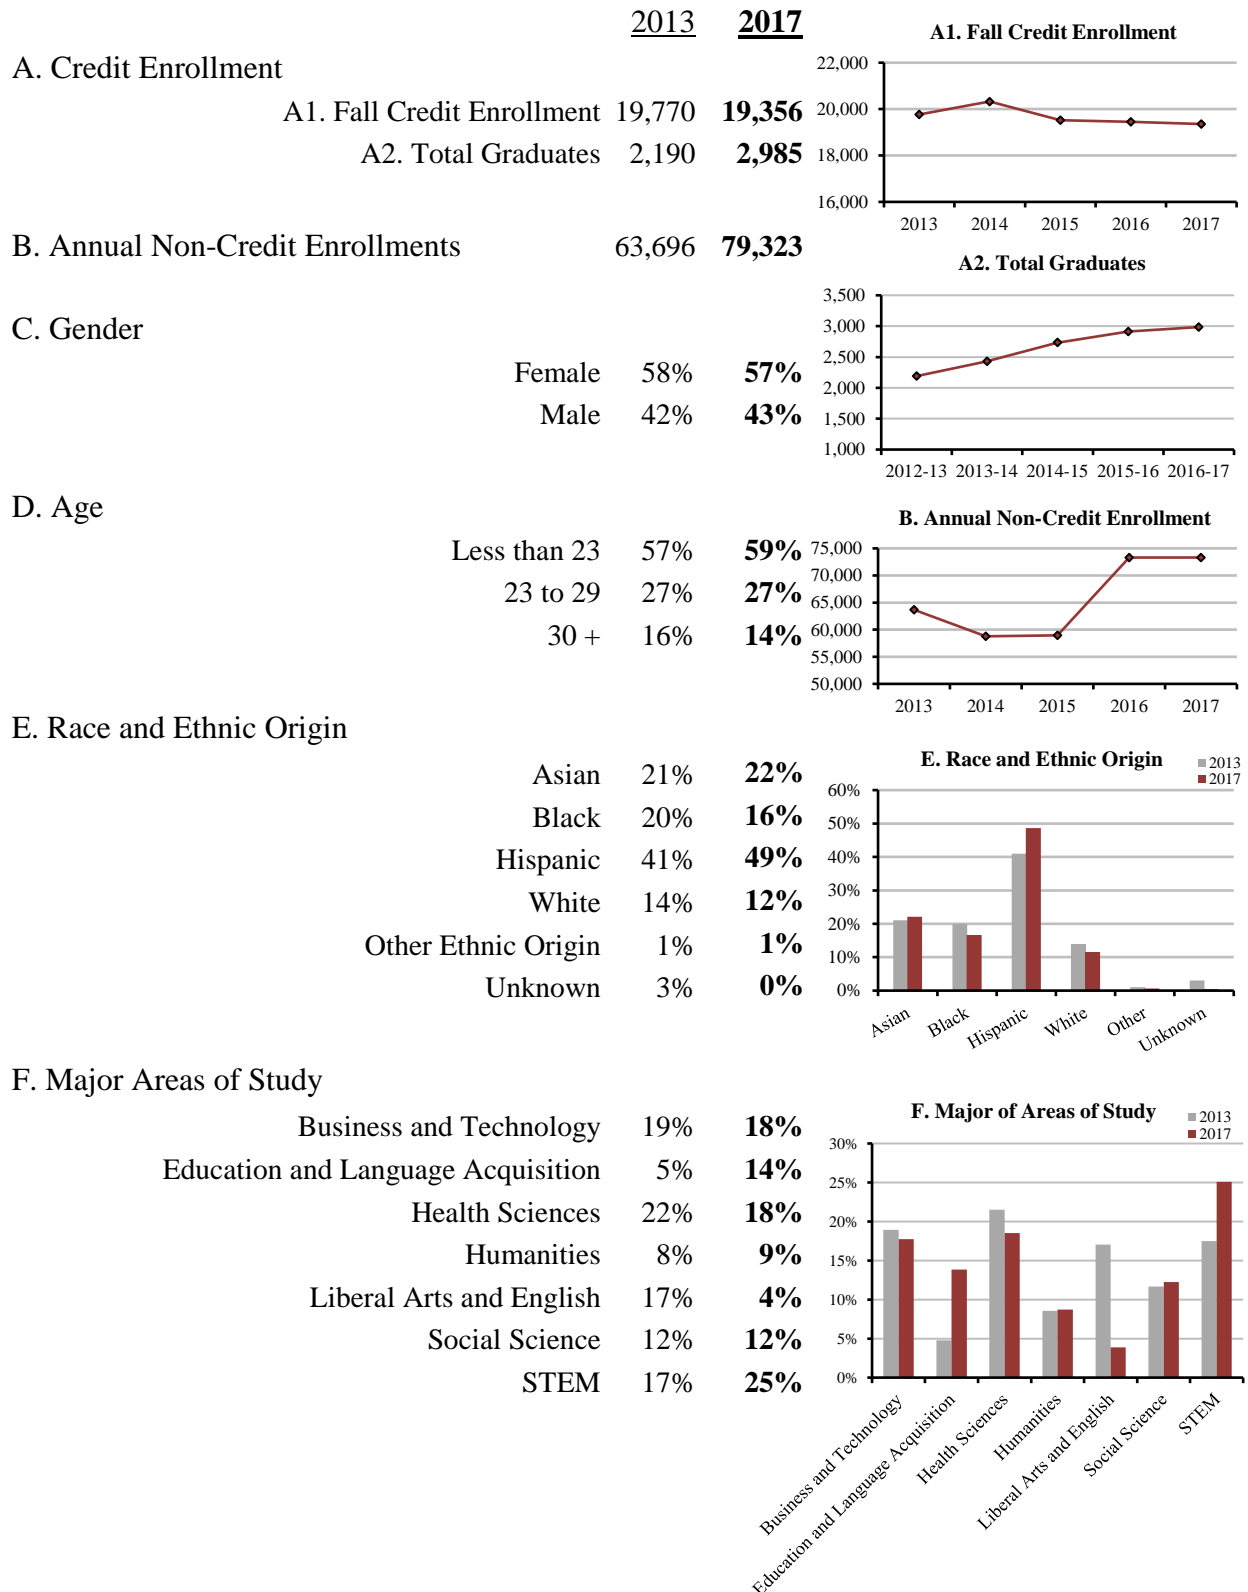 2013 2017
A. Credit Enrollment
A1. Fall Credit Enrollment 19,770 19,356
A2. Total Graduates 2,190 2,985
B. Annual Non-Credit Enrollments 63,696 79,323
C. Gender
Female 58% 57%
Male 42% 43%
D. Age
Less than 23 57% 59%
23 to 29 27% 27%
30 + 16% 14%
E. Race and Ethnic Origin
Asian 21% 22%
Black 20% 16%
Hispanic 41% 49%
White 14% 12%
Other Ethnic Origin 1% 1%
Unknown 3% 0%
F. Major Areas of Study
Business and Technology 19% 18%
Education and Language Acquisition 5% 14%
Health Sciences 22% 18%
Humanities 8% 9%
Liberal Arts and English 17% 4%
Social Science 12% 12%
STEM 17% 25%
A1. Fall Credit Enrollment
22,000
20,000
18,000
16,000
2013 2014 2015 2016 2017
A2. Total Graduates
3,500
3,000
2,500
2,000
1,500
1,000
2012-13 2013-14 2014-15 2015-16 2016-17
B. Annual Non-Credit Enrollment
75,000
70,000
65,000
60,000
55,000
50,000
2013 2014 2015 2016 2017
E. Race and Ethnic Origin
2013
2017
60%
50%
40%
30%
20%
10%
0%
Asian Black Hispanic White Other Unknown
F. Major of Areas of Study
2013
2017
30%
25%
20%
15%
10%
5%
0%
Business and Technology
Education and Language Acquisition
Health Sciences
Humanities
Liberal Arts and English
Social Science
STEM